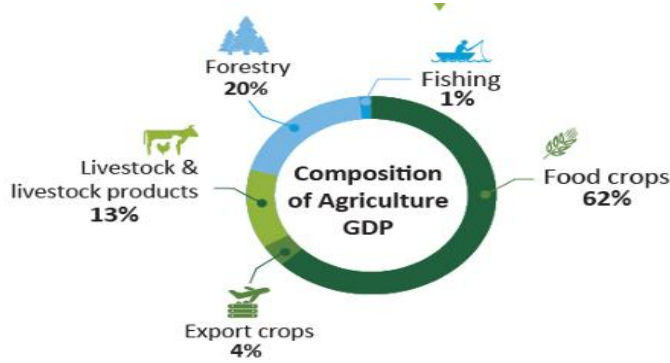 Forestry
20%
Fishing
1%
Livestock &
livestock products
13%
Composition
of Agriculture
GDP
Food crops
62%
Export crops
4%